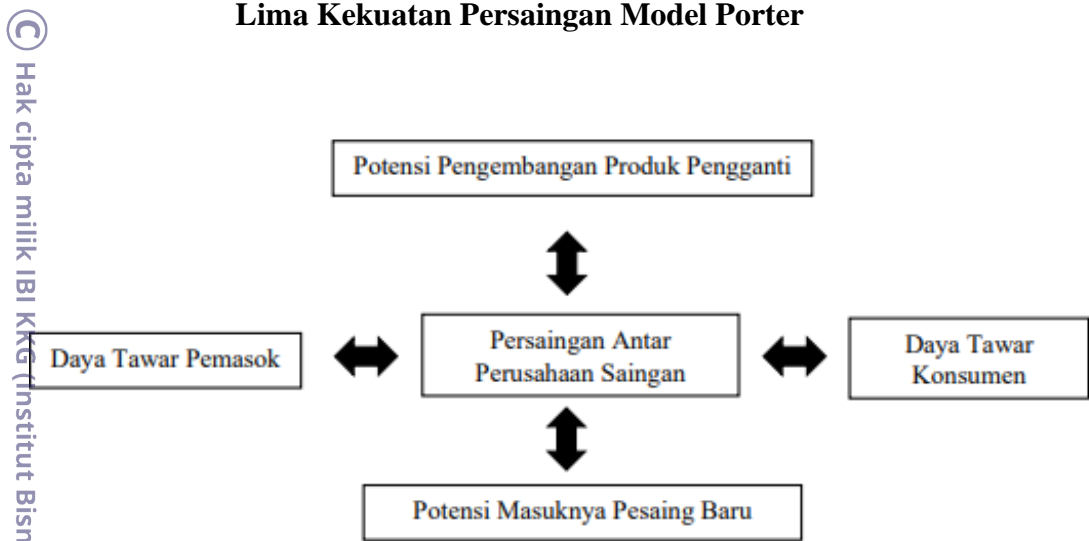 Lima Kekuatan Persaingan Model Porter
© Hak cipta milik IBI KKG (Institut Bisn
Potensi Pengembangan Produk Pengganti
Daya Tawar Pemasok
Persaingan Antar
Perusahaan Saingan
Daya Tawar
Konsumen
Potensi Masuknya Pesaing Baru